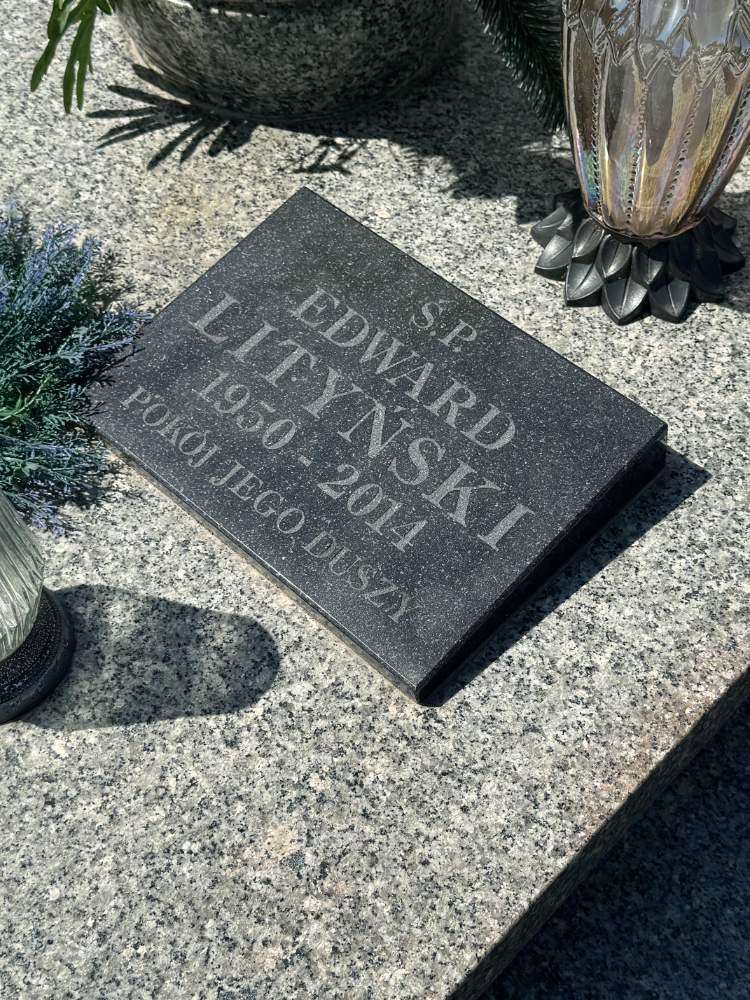 Ś.P.
EDWARD
LITYŃSKI
1950 - 2014
POKÓJ JEGO DUSZY